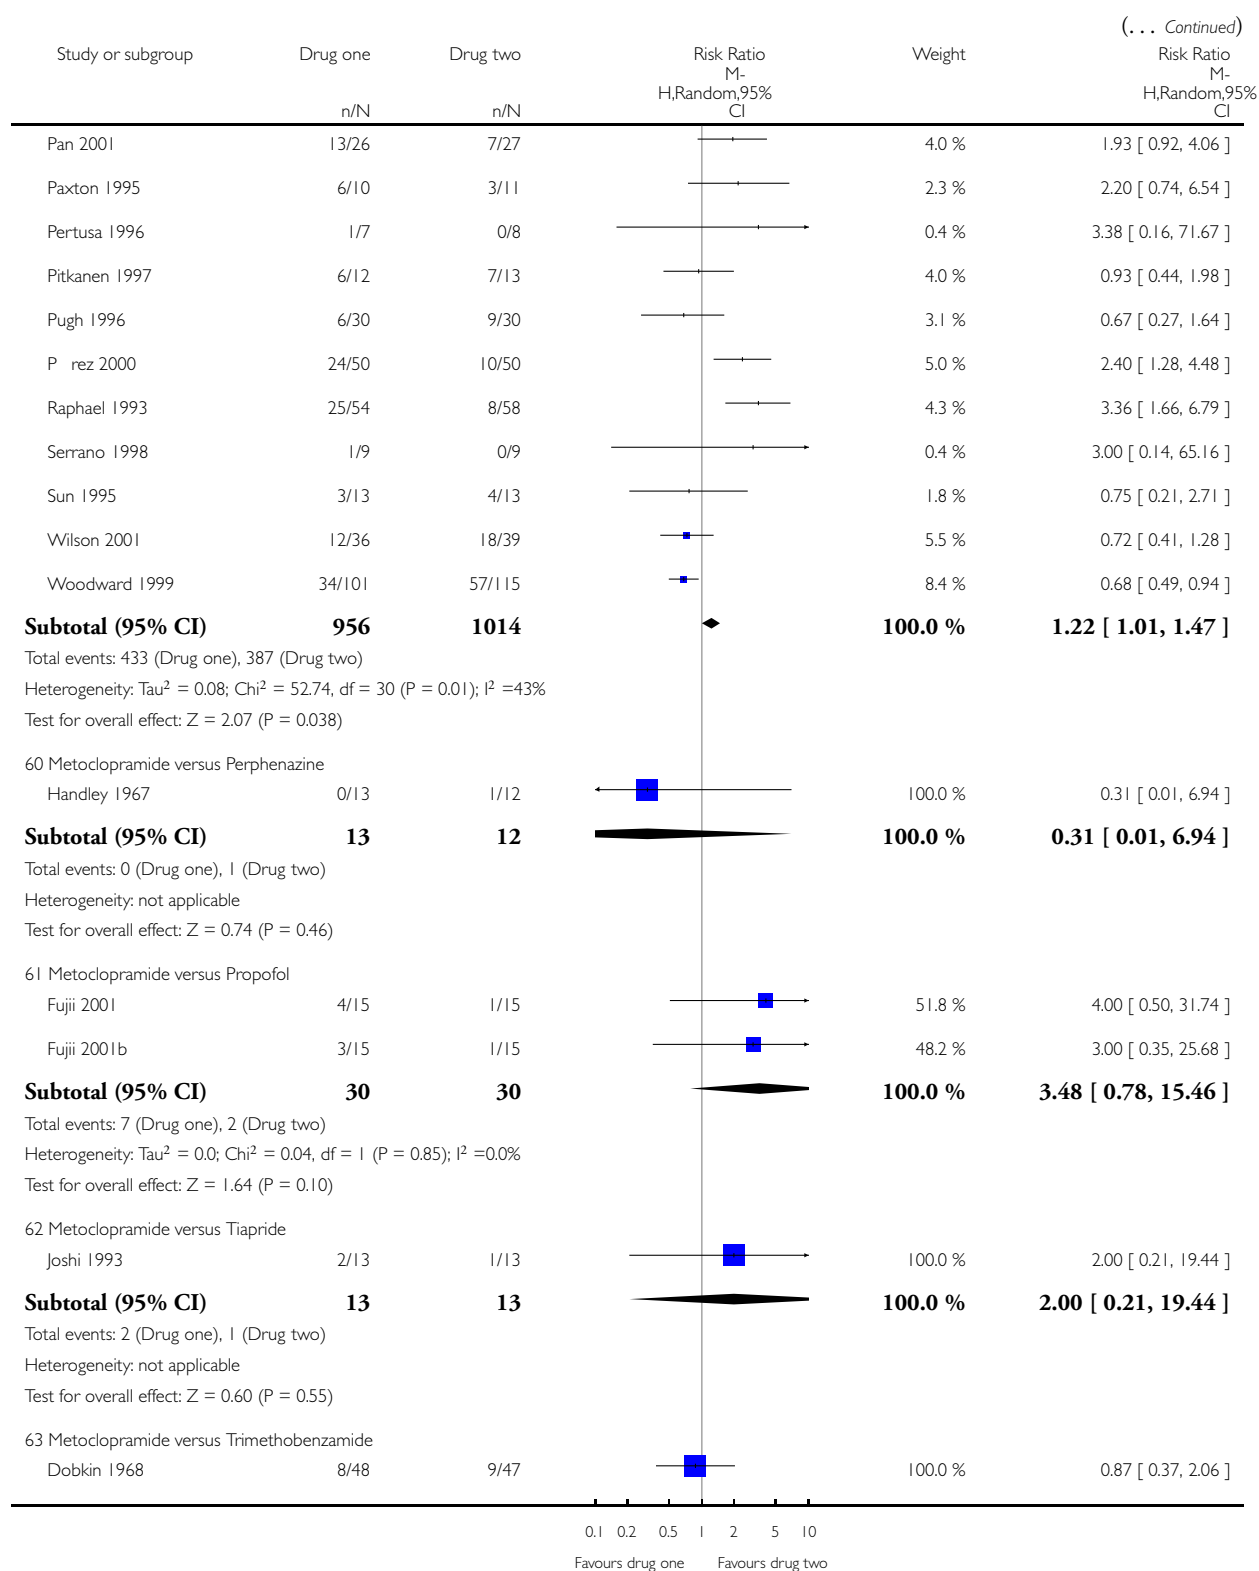 (... Continued)
Study or subgroup Drug one Drug two Risk Ratio Weight Risk Ratio
M- M-
H,Random,95% H,Random,95%
n/N n/N CI CI
Pan 2001 13/26 7/27 4.0 % 1.93 [ 0.92, 4.06 ]
Paxton 1995 6/10 3/11 2.3 % 2.20 [ 0.74, 6.54 ]
Pertusa 1996 1/7 0/8 0.4 % 3.38 [ 0.16, 71.67 ]
Pitkanen 1997 6/12 7/13 4.0 % 0.93 [ 0.44, 1.98 ]
Pugh 1996 6/30 9/30 3.1 % 0.67 [ 0.27, 1.64 ]
P rez 2000 24/50 10/50 5.0 % 2.40 [ 1.28, 4.48 ]
Raphael 1993 25/54 8/58 4.3 % 3.36 [ 1.66, 6.79 ]
Serrano 1998 1/9 0/9 0.4 % 3.00 [ 0.14, 65.16 ]
Sun 1995 3/13 4/13 1.8 % 0.75 [ 0.21, 2.71 ]
Wilson 2001 12/36 18/39 5.5 % 0.72 [ 0.41, 1.28 ]
Woodward 1999 34/101 57/115 8.4 % 0.68 [ 0.49, 0.94 ]
Subtotal (95% CI) 956 1014 100.0 % 1.22 [ 1.01, 1.47 ]
Total events: 433 (Drug one), 387 (Drug two)
Heterogeneity: Tau² = 0.08; Chi² = 52.74, df = 30 (P = 0.01); I² =43%
Test for overall effect: Z = 2.07 (P = 0.038)
60 Metoclopramide versus Perphenazine
Handley 1967 0/13 1/12 100.0 % 0.31 [ 0.01, 6.94 ]
Subtotal (95% CI) 13 12 100.0 % 0.31 [ 0.01, 6.94 ]
Total events: 0 (Drug one), 1 (Drug two)
Heterogeneity: not applicable
Test for overall effect: Z = 0.74 (P = 0.46)
61 Metoclopramide versus Propofol
Fujii 2001 4/15 1/15 51.8 % 4.00 [ 0.50, 31.74 ]
Fujii 2001b 3/15 1/15 48.2 % 3.00 [ 0.35, 25.68 ]
Subtotal (95% CI) 30 30 100.0 % 3.48 [ 0.78, 15.46 ]
Total events: 7 (Drug one), 2 (Drug two)
Heterogeneity: Tau² = 0.0; Chi² = 0.04, df = 1 (P = 0.85); I² =0.0%
Test for overall effect: Z = 1.64 (P = 0.10)
62 Metoclopramide versus Tiapride
Joshi 1993 2/13 1/13 100.0 % 2.00 [ 0.21, 19.44 ]
Subtotal (95% CI) 13 13 100.0 % 2.00 [ 0.21, 19.44 ]
Total events: 2 (Drug one), 1 (Drug two)
Heterogeneity: not applicable
Test for overall effect: Z = 0.60 (P = 0.55)
63 Metoclopramide versus Trimethobenzamide
Dobkin 1968 8/48 9/47 100.0 % 0.87 [ 0.37, 2.06 ]
0.1 0.2 0.5 1 2 5 10
Favours drug one Favours drug two